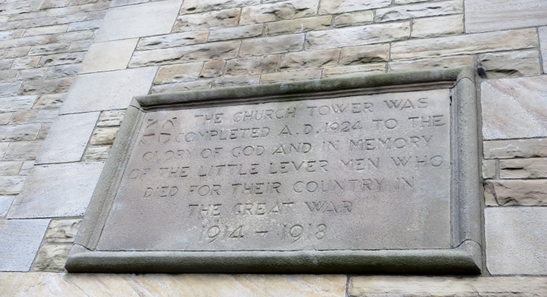 THE CHURCH TOWER WAS
COMPLETED A.D. 1924 TO THE
GLORY OF GOD AND IN MEMORY
OF THE LITTLE LEVER MEN WHO
DIED FOR THEIR COUNTRY IN
THE GREAT WAR
1914 - 1918